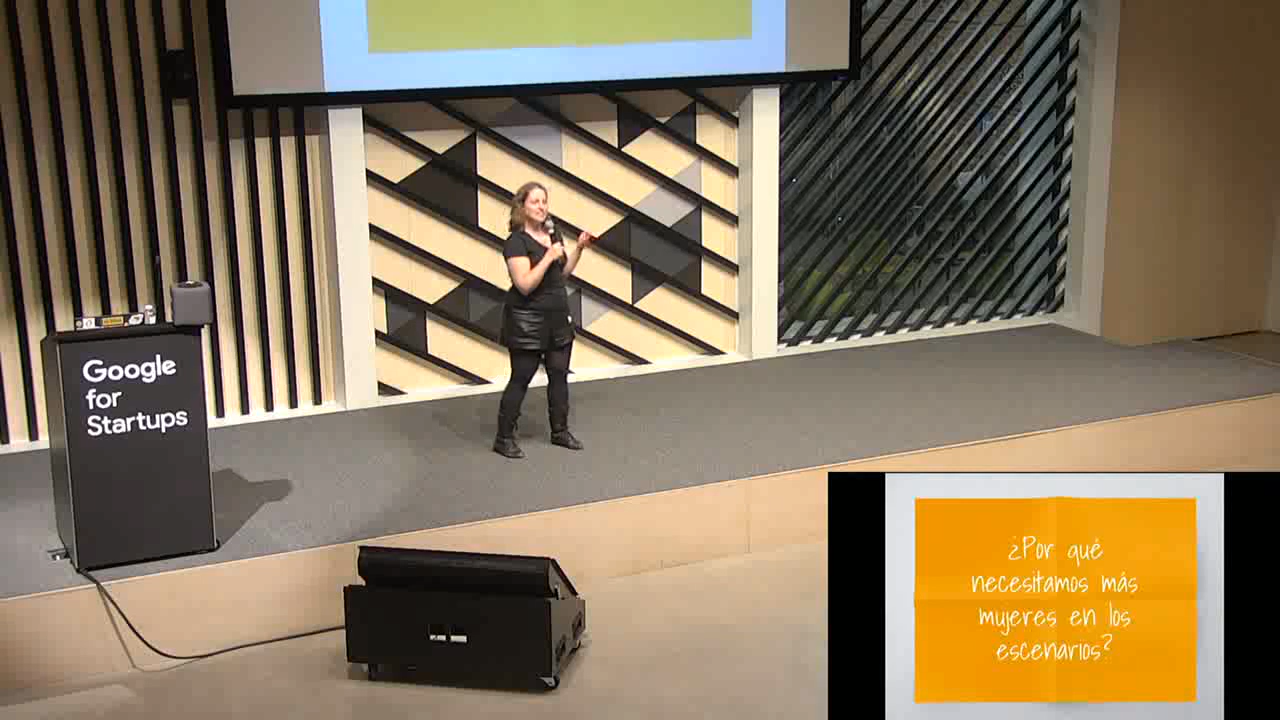 Google
for
Startups
¿Por qué
necesitamos más
mujeres en los
escenarios?